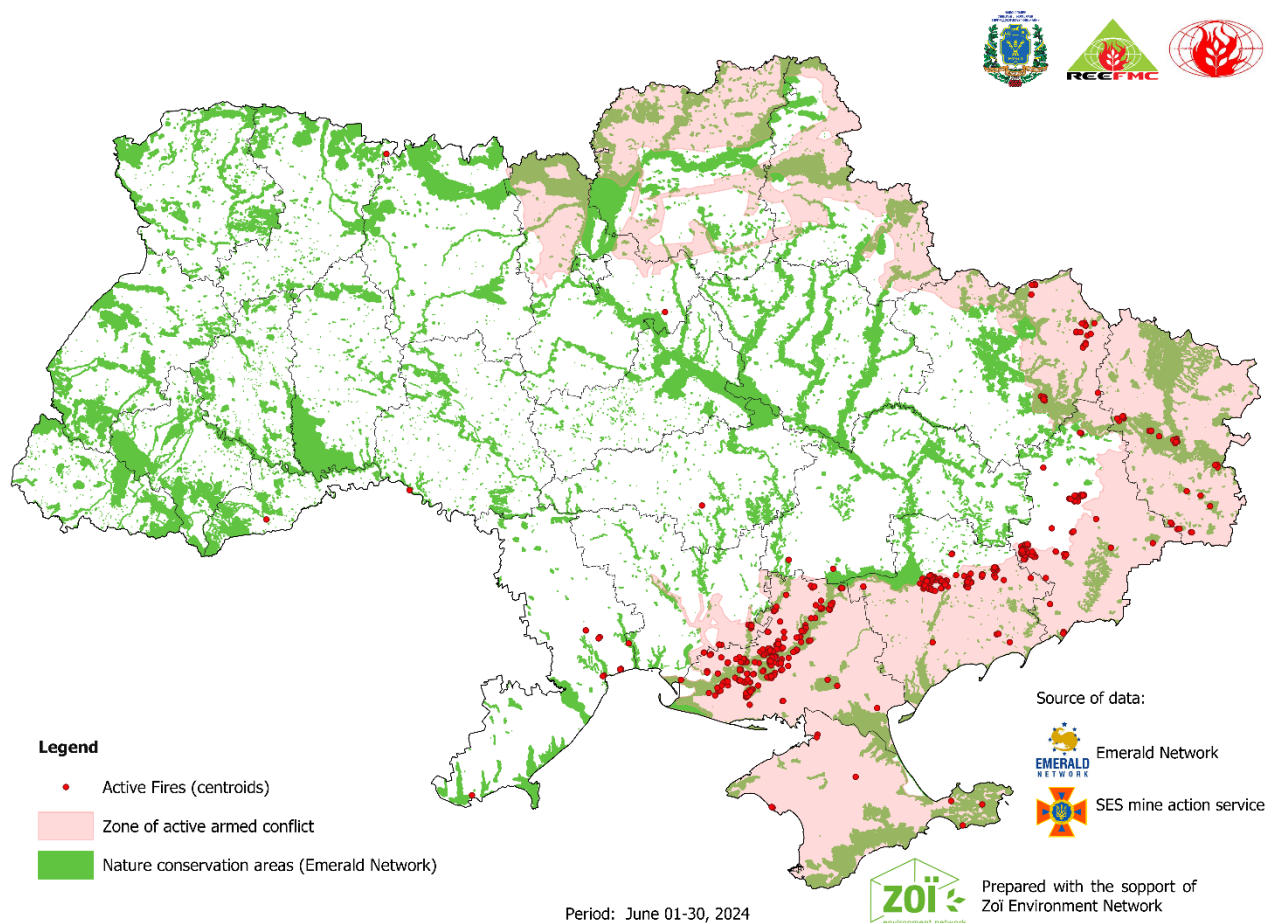 REEFMC
Legend
Active Fires (centroids)
Zone of active armed conflict
Nature conservation areas (Emerald Network)
Period: June 01-30, 2024
Source of data:
EMERALD
NETWORK
Emerald Network
SES mine action service
zoï
environment network
Prepared with the sopport of
Zoï Environment Network